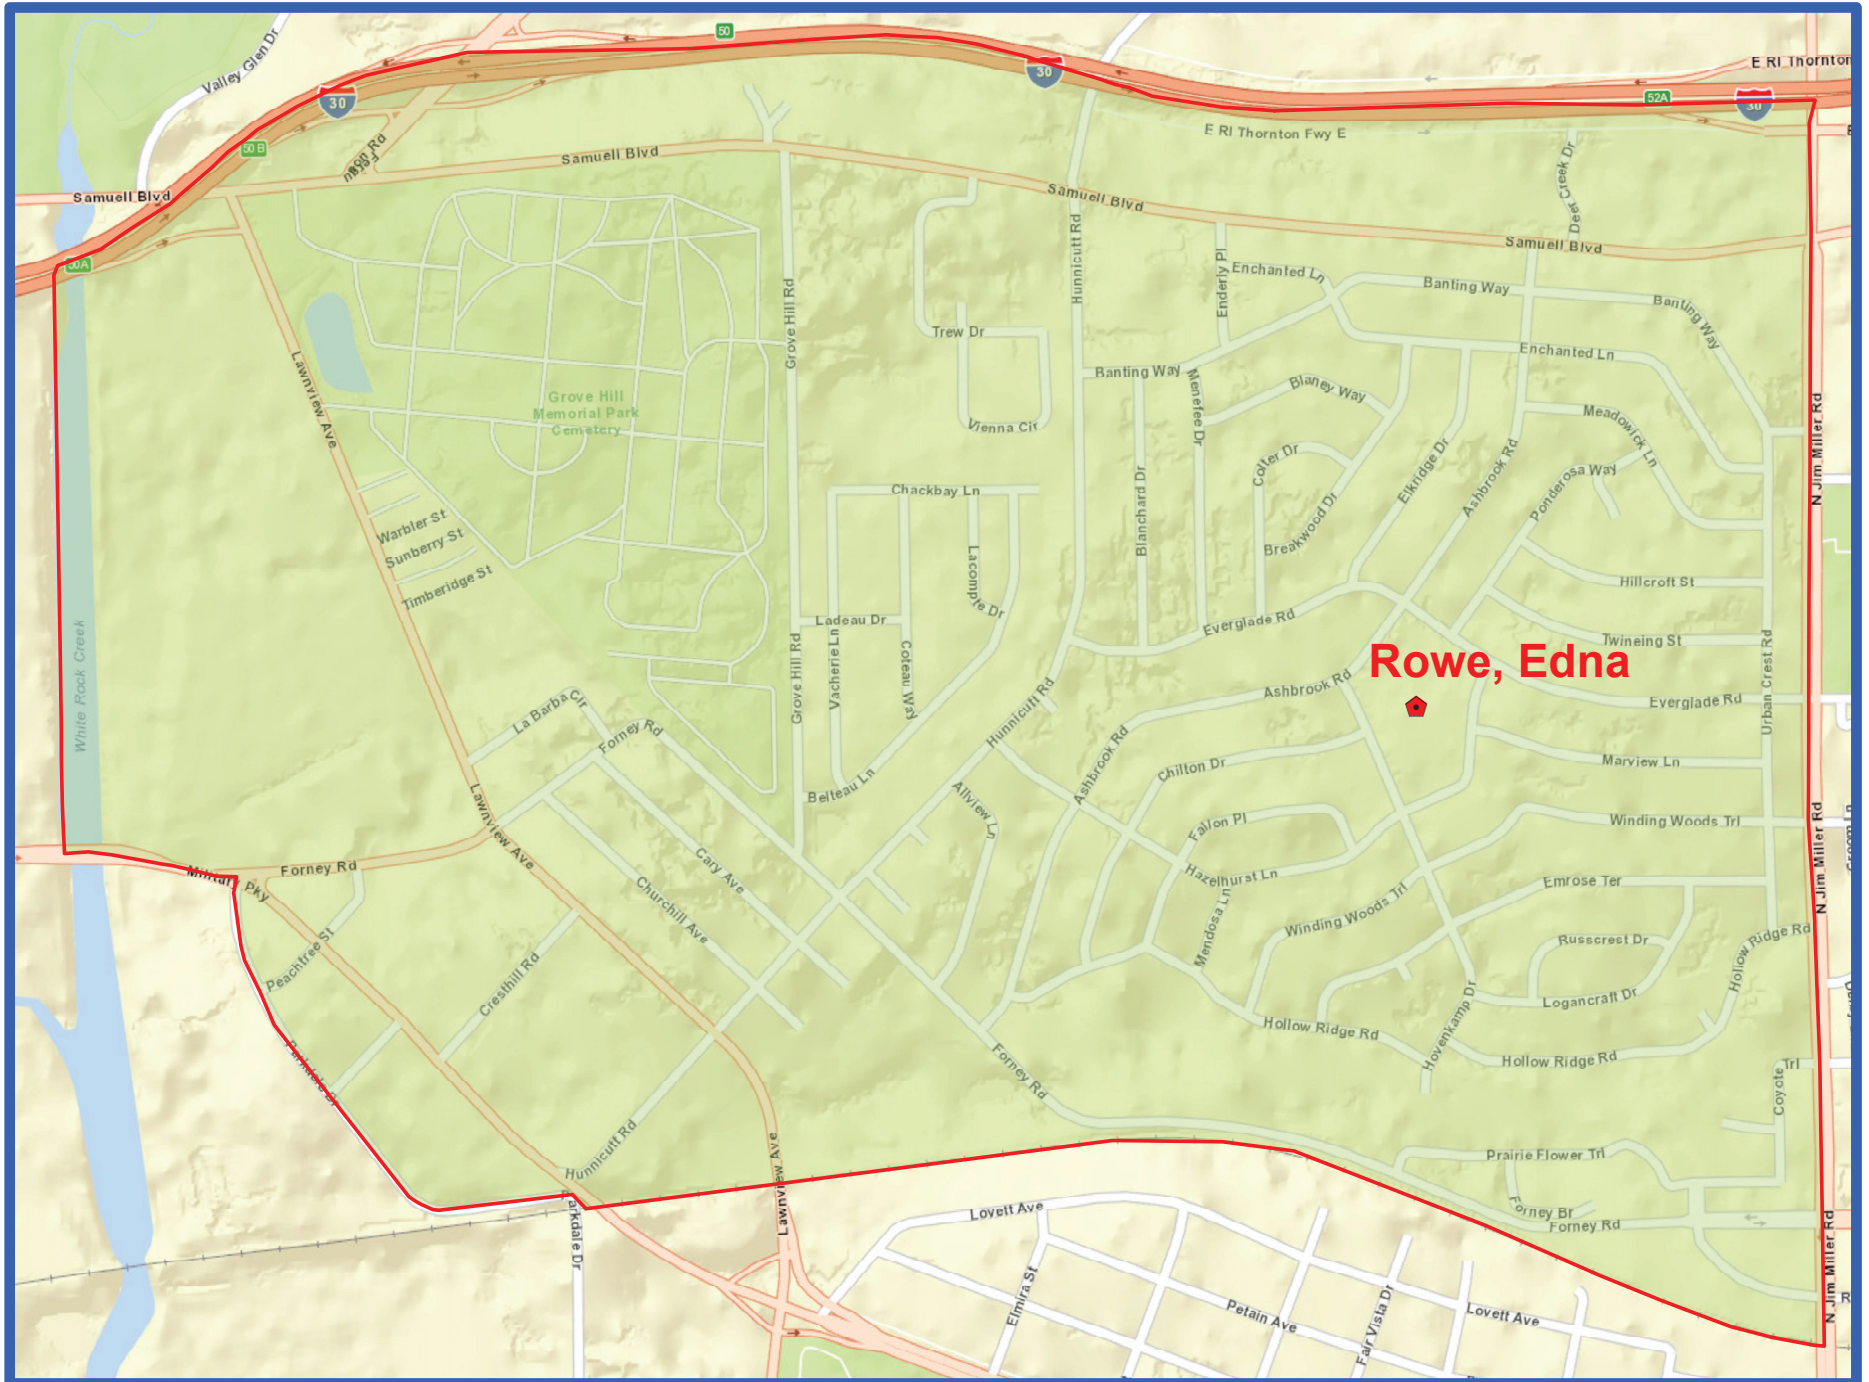 50
Valley Glen Dr
E Rl Thornton
30
30
52A
30
E Rl Thornton Fwy E
50 B
Samuell Blvd
Deer Creek Dr
Samuell Blvd
Samuell Blvd
Samuell Blvd
50A
Hunnicutt Rd
Enderly Pl
Enchanted Ln
Banting Way
Banting Way
Grove Hill Rd
Trew Dr
Enchanted Ln
Lawnview Ave
Banting Way
Menefee Dr
Blaney Way
Grove Hill
Memorial Park
Cemetery
Vienna Cir
Meadowick Ln
N Jim Miller Rd
Colter Dr
Elkridge Dr
Ashbrook Rd
Ponderosa Way
Chackbay Ln
Blanchard Dr
Warbler St
Sunberry St
Timberidge St
Lacompte Dr
Breakwood Dr
Hillcroft St
Ladeau Dr
Everglade Rd
Twineing St
White Rock Creek
Grove Hill Rd
Vacherie Ln
Coteau Way
Rowe, Edna
Urban Crest Rd
La Barba Cir
Forney Rd
Hunnicutt Rd
Ashbrook Rd
Everglade Rd
Belteau Ln
Ashbrook Rd
Chilton Dr
Marview Ln
Lawnview Ave
Allview Ln
Fallon Pl
Winding Woods Trl
N Jim Miller Rd
Forney Rd
Military Pky
Cary Ave
Churchill Ave
Hazelhurst Ln
Mendosa Ln
Emrose Ter
Winding Woods Trl
Russcrest Dr
Hollow Ridge Rd
Peachtree St
Cresthill Rd
Logancraft Dr
Hollow Ridge Rd
Hovenkamp Dr
Hollow Ridge Rd
Parkdale Dr
Forney Rd
Coyote Trl
Hunnicutt Rd
Lawnview Ave
Prairie Flower Trl
Parkdale Dr
Lovett Ave
Forney Br
Forney Rd
N Jim Miller Rd
Elmira St
Petain Ave
Fair Vista Dr
Lovett Ave
R